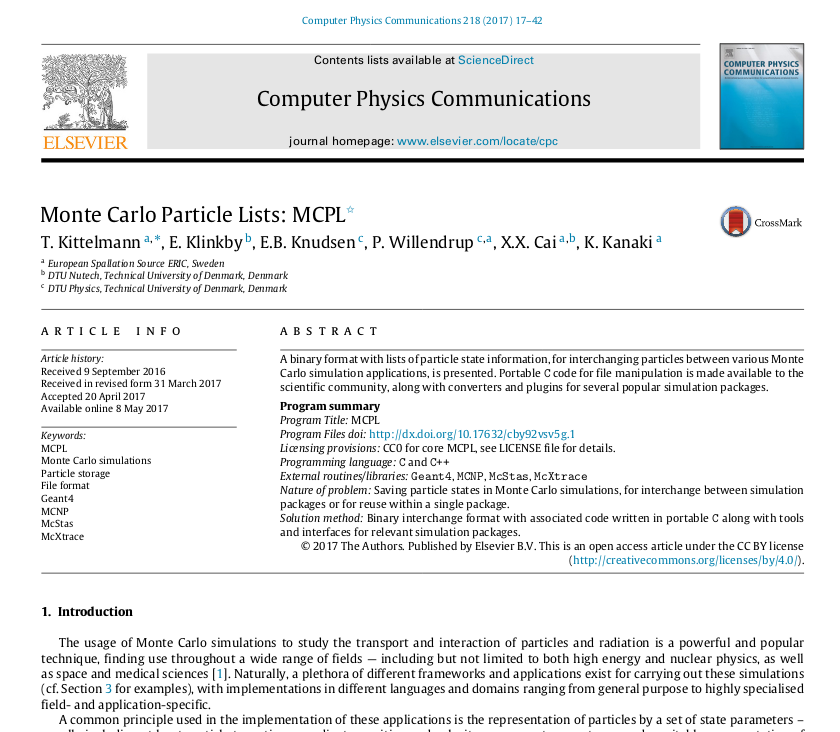 Computer Physics Communications 218 (2017) 17–42
Contents lists available at ScienceDirect
Computer Physics Communications
journal homepage: www.elsevier.com/locate/cpc
ELSEVIER
COMPUTER PHYSICS
COMMUNICATIONS
Monte Carlo Particle Lists: MCPL☆
CrossMark
T. Kittelmann a,*, E. Klinkby b, E.B. Knudsen c, P. Willendrup c,a, X.X. Cai a,b, K. Kanaki a
a European Spallation Source ERIC, Sweden
b DTU Nutech, Technical University of Denmark, Denmark
c DTU Physics, Technical University of Denmark, Denmark
ARTICLE INFO
Article history:
Received 9 September 2016
Received in revised form 31 March 2017
Accepted 20 April 2017
Available online 8 May 2017
Keywords:
MCPL
Monte Carlo simulations
Particle storage
File format
Geant4
MCNP
McStas
McXtrace
ABSTRACT
A binary format with lists of particle state information, for interchanging particles between various Monte
Carlo simulation applications, is presented. Portable C code for file manipulation is made available to the
scientific community, along with converters and plugins for several popular simulation packages.
Program summary
Program Title: MCPL
Program Files doi: http://dx.doi.org/10.17632/cby92vsv5g.1
Licensing provisions: CC0 for core MCPL, see LICENSE file for details.
Programming language: C and C++
External routines/libraries: Geant4, MCNP, McStas, McXtrace
Nature of problem: Saving particle states in Monte Carlo simulations, for interchange between simulation
packages or for reuse within a single package.
Solution method: Binary interchange format with associated code written in portable C along with tools
and interfaces for relevant simulation packages.
© 2017 The Authors. Published by Elsevier B.V. This is an open access article under the CC BY license
(http://creativecommons.org/licenses/by/4.0/).
1. Introduction
The usage of Monte Carlo simulations to study the transport and interaction of particles and radiation is a powerful and popular
technique, finding use throughout a wide range of fields — including but not limited to both high energy and nuclear physics, as well
as space and medical sciences [1]. Naturally, a plethora of different frameworks and applications exist for carrying out these simulations
(cf. Section 3 for examples), with implementations in different languages and domains ranging from general purpose to highly specialised
field- and application-specific.
A common principle used in the implementation of these applications is the representation of particles by a set of state parameters –